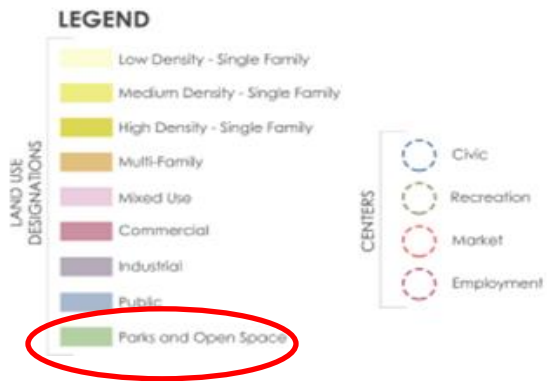 LEGEND
LAND USE
DESIGNATIONS
Low Density - Single Family
Medium Density - Single Family
High Density - Single Family
Multi-Family
Mixed Use
Commercial
Industrial
Public
Parks and Open Space
CENTERS
Civic
Recreation
Market
Employment